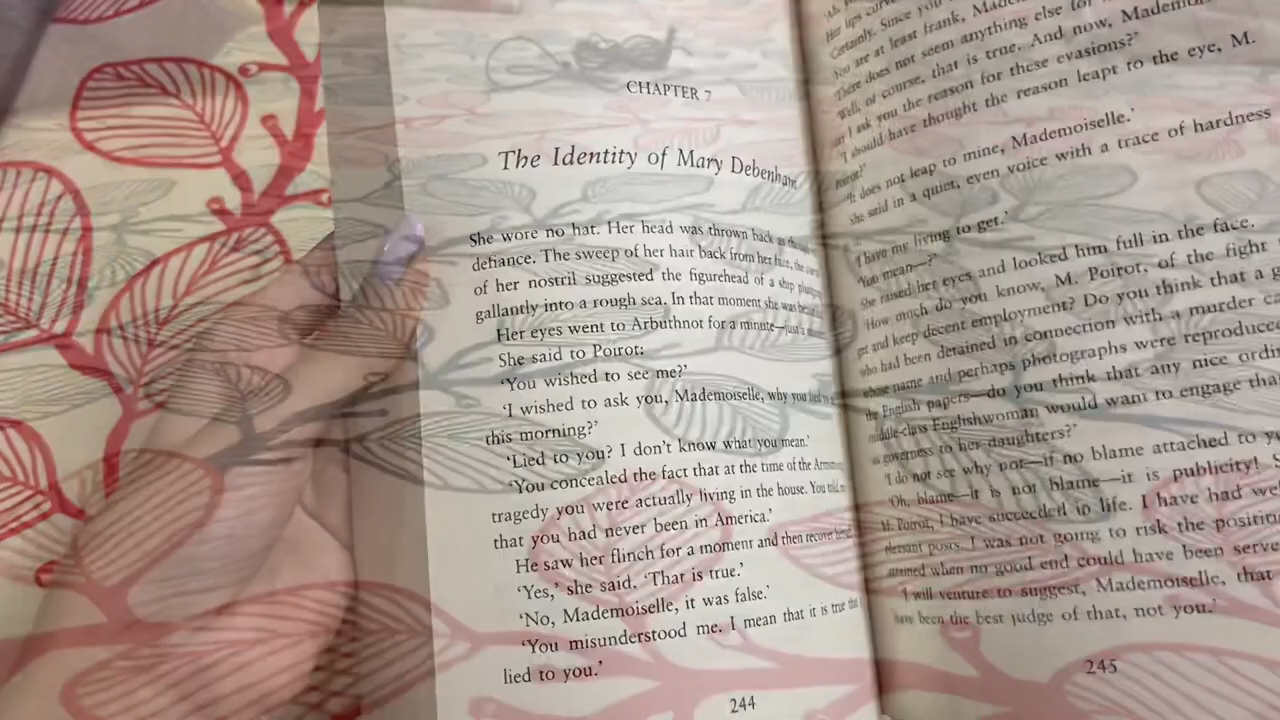 CHAPTER 7
The Identity of Mary Debenham
She wore no hat. Her head was thrown back as though
defiance. The sweep of her hair back from her face, the
of her nostril suggested the figurehead of a ship
gallantly into a rough sea. In that moment she was
Her eyes went to Arbuthnot for a minute—just a
She said to Poirot:
‘You wished to see me?’
‘I wished to ask you, Mademoiselle, why you lied to
this morning?’
‘Lied to you? I don’t know what you mean.’
‘You concealed the fact that at the time of the
tragedy you were actually living in the house. You told
that you had never been in America.’
He saw her flinch for a moment and then recover
‘Yes,’ she said. ‘That is true.’
‘No, Mademoiselle, it was false.’
‘You misunderstood me. I mean that it is true that
lied to you.’
244
lips
Certainly. Since you
You are at least frank,
‘There does not seem anything else for
‘Well, of course, that is true. And now,
I ask you the reason for these evasions?’
‘I should have thought the reason leapt to the eye, M.
Poirot?’
‘It does not leap to mine, Mademoiselle.’
She said in a quiet, even voice with a trace of hardness
‘I have my living to get.’
‘You mean—?’
She raised her eyes and looked him full in the face.
‘How much do you know, M. Poirot, of the fight
get and keep decent employment? Do you think that a
who had been detained in connection with a murder
whose name and perhaps photographs were
the English papers—do you think that any nice
middle-class Englishwoman would want to engage
a governess to her daughters?’
‘I do not see why not—if no blame attached to
‘Oh, blame—it is not blame—it is publicity!
M. Poirot, I have succeeded in life. I have had
pleasant posts. I was not going to risk the
attained when no good end could have been
‘I will venture to suggest, Mademoiselle, that
have been the best judge of that, not you.’
245